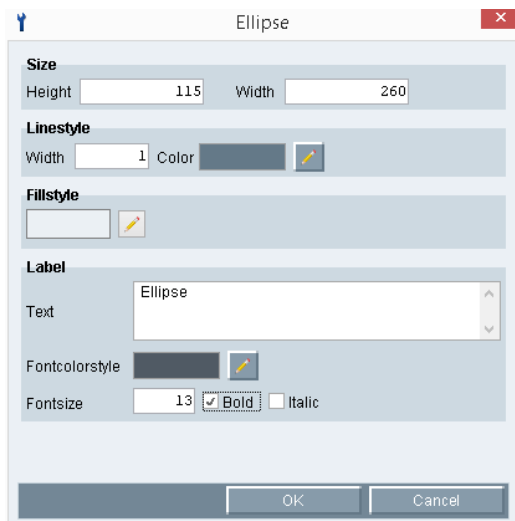 Ellipse
Size
Height 115 Width 260
Linestyle
Width 1 Color
Fillstyle
Label
Text Ellipse
Fontcolorstyle
Fontsize 13 Bold Italic
OK Cancel